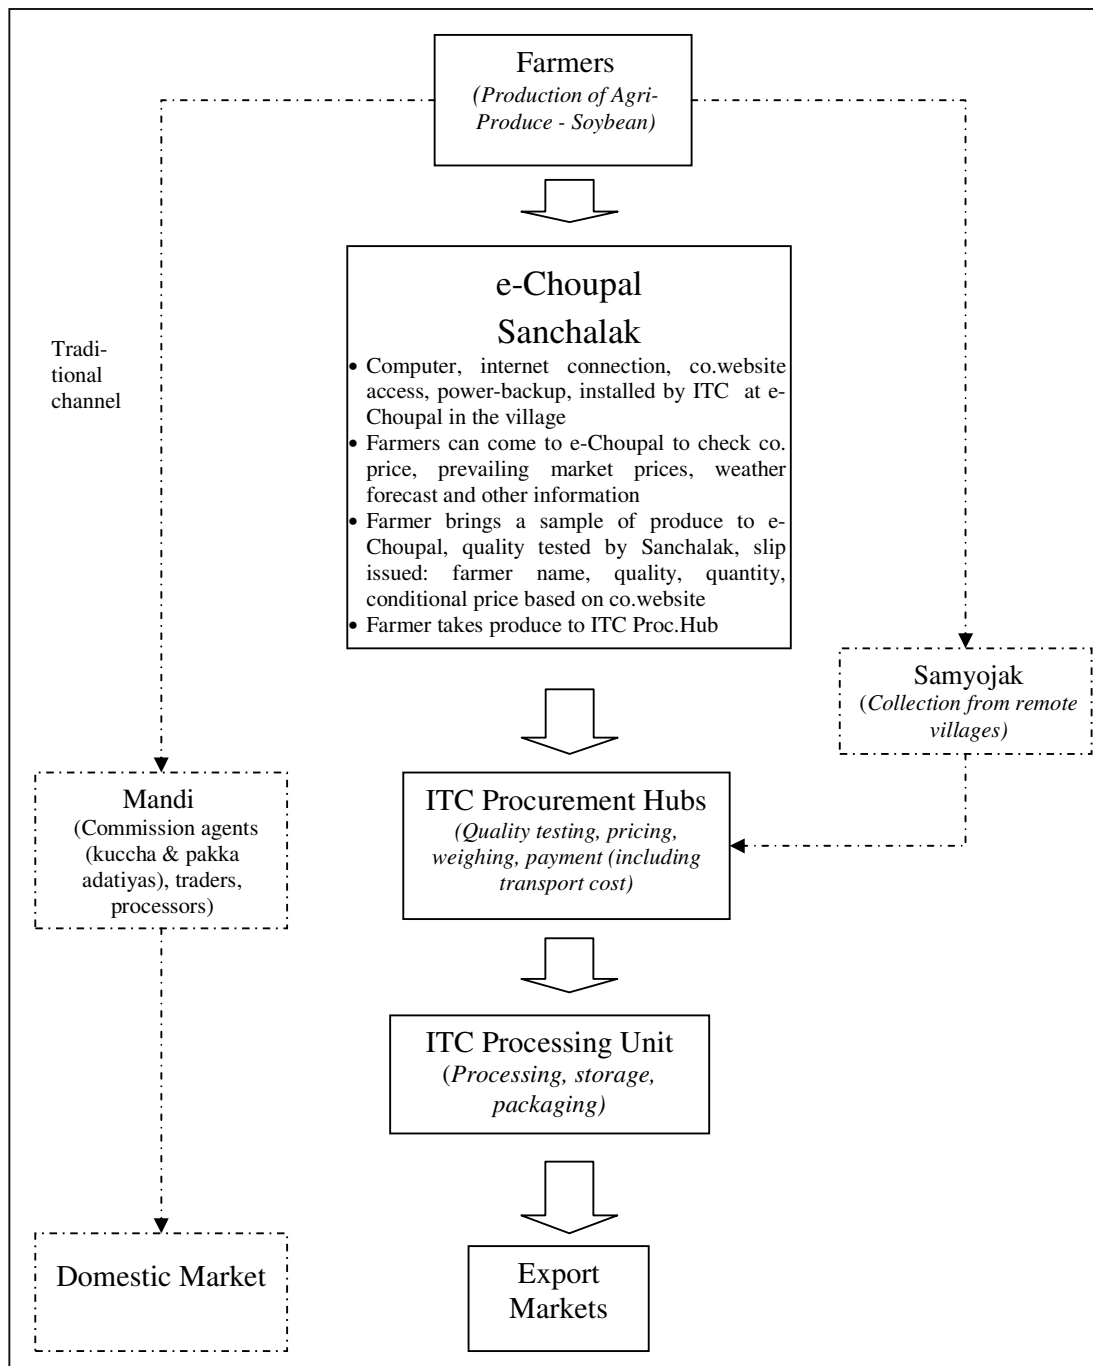 Farmers
(Production of Agri-
Produce - Soybean)
e-Choupal
Sanchalak
• Computer, internet connection, co.website
access, power-backup, installed by ITC at e-
Choupal in the village
• Farmers can come to e-Choupal to check co.
price, prevailing market prices, weather
forecast and other information
• Farmer brings a sample of produce to e-
Choupal, quality tested by Sanchalak, slip
issued: farmer name, quality, quantity,
conditional price based on co.website
• Farmer takes produce to ITC Proc.Hub
Tradi-
tional
channel
Samyojak
(Collection from remote
villages)
Mandi
(Commission agents
(kuccha & pakka
adatiyas), traders,
processors)
ITC Procurement Hubs
(Quality testing, pricing,
weighing, payment (including
transport cost)
ITC Processing Unit
(Processing, storage,
packaging)
Domestic Market
Export
Markets